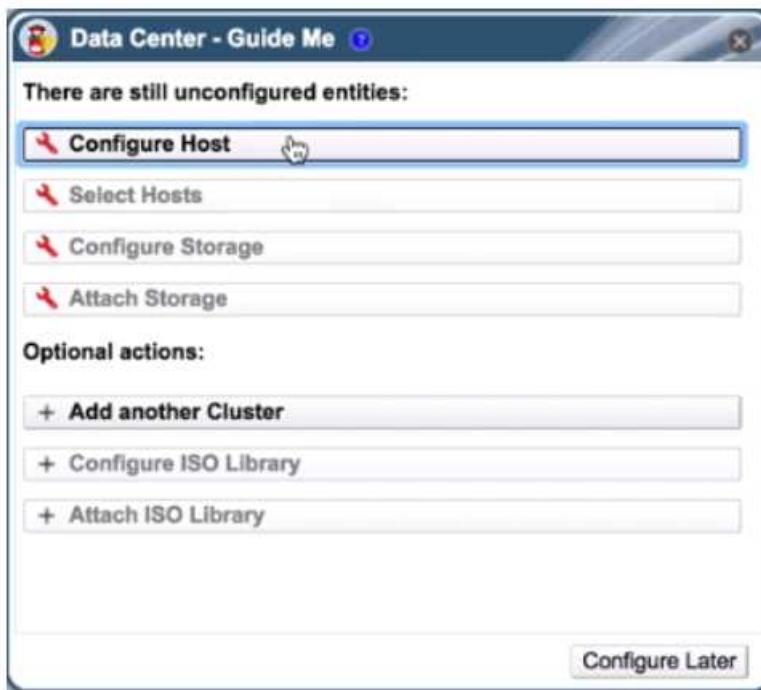 Data Center - Guide Me ?
There are still unconfigured entities:
Configure Host
Select Hosts
Configure Storage
Attach Storage
Optional actions:
+ Add another Cluster
+ Configure ISO Library
+ Attach ISO Library
Configure Later